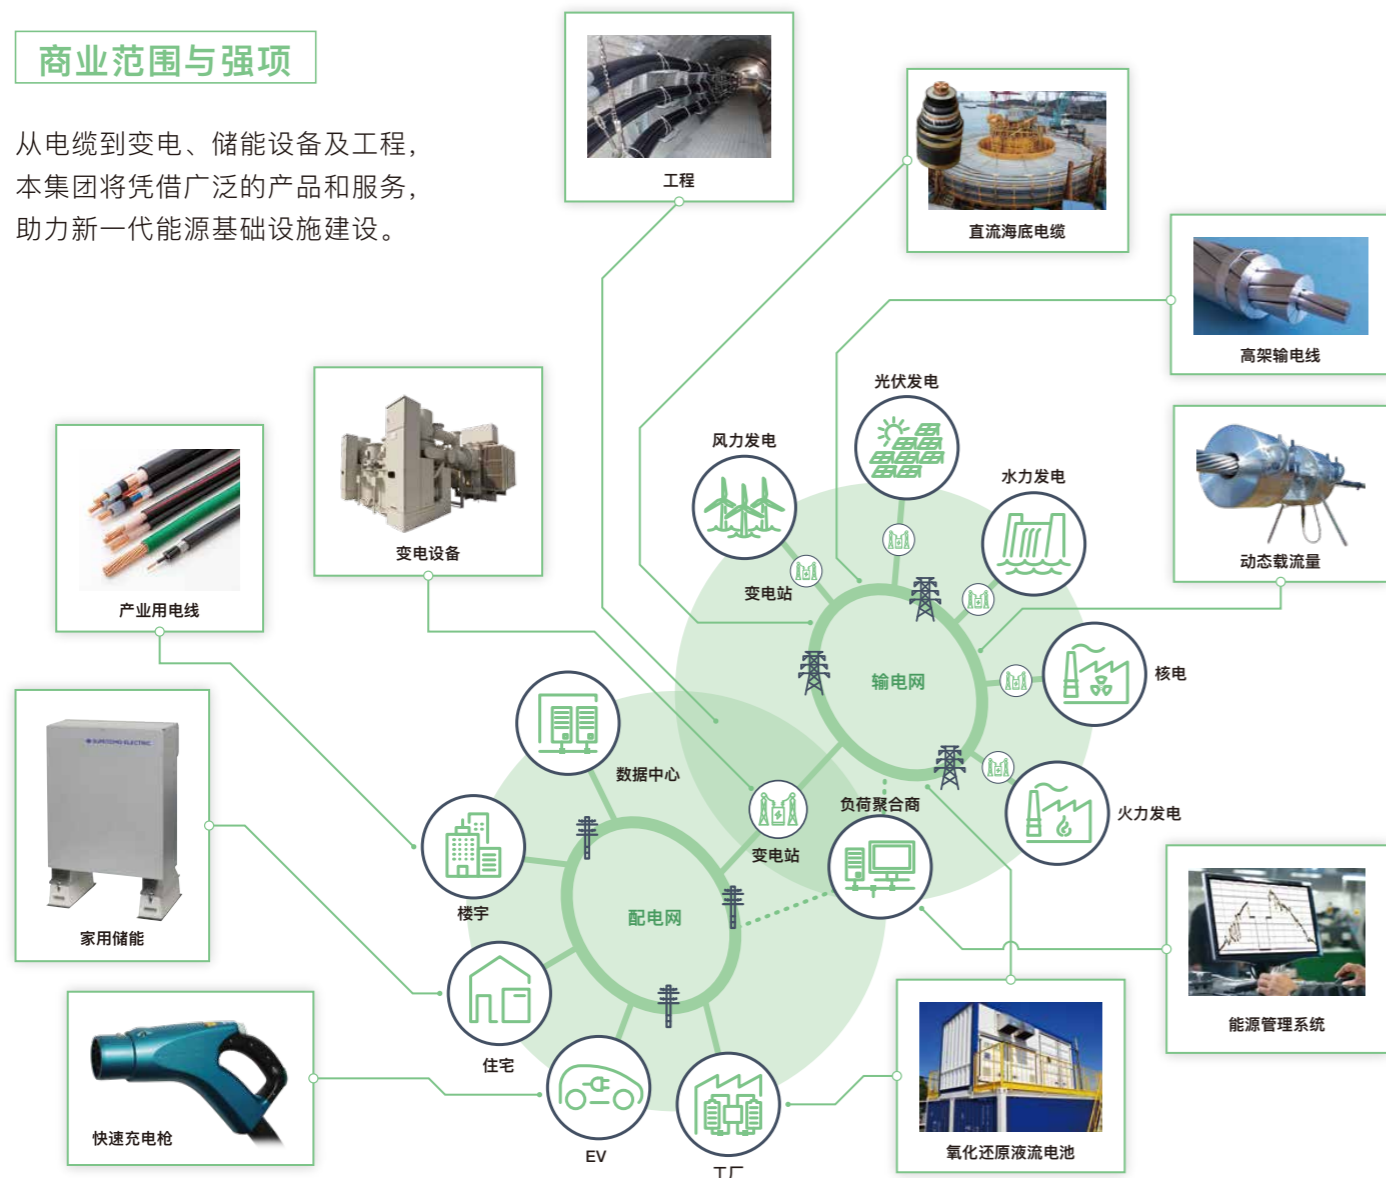 商业范围与强项
从电缆到变电、储能设备及工程，
本集团将凭借广泛的产品和服务，
助力新一代能源基础设施建设。
工程
直流海底电缆
高架输电线
光伏发电
风力发电
水力发电
变电设备
动态载流量
变电站
产业用电线
输电网
核电
SUMITOMO ELECTRIC
数据中心
负荷聚合商
火力发电
变电站
楼宇
配电网
家用储能
能源管理系统
住宅
快速充电枪
EV
氧化还原液流电池
工厂